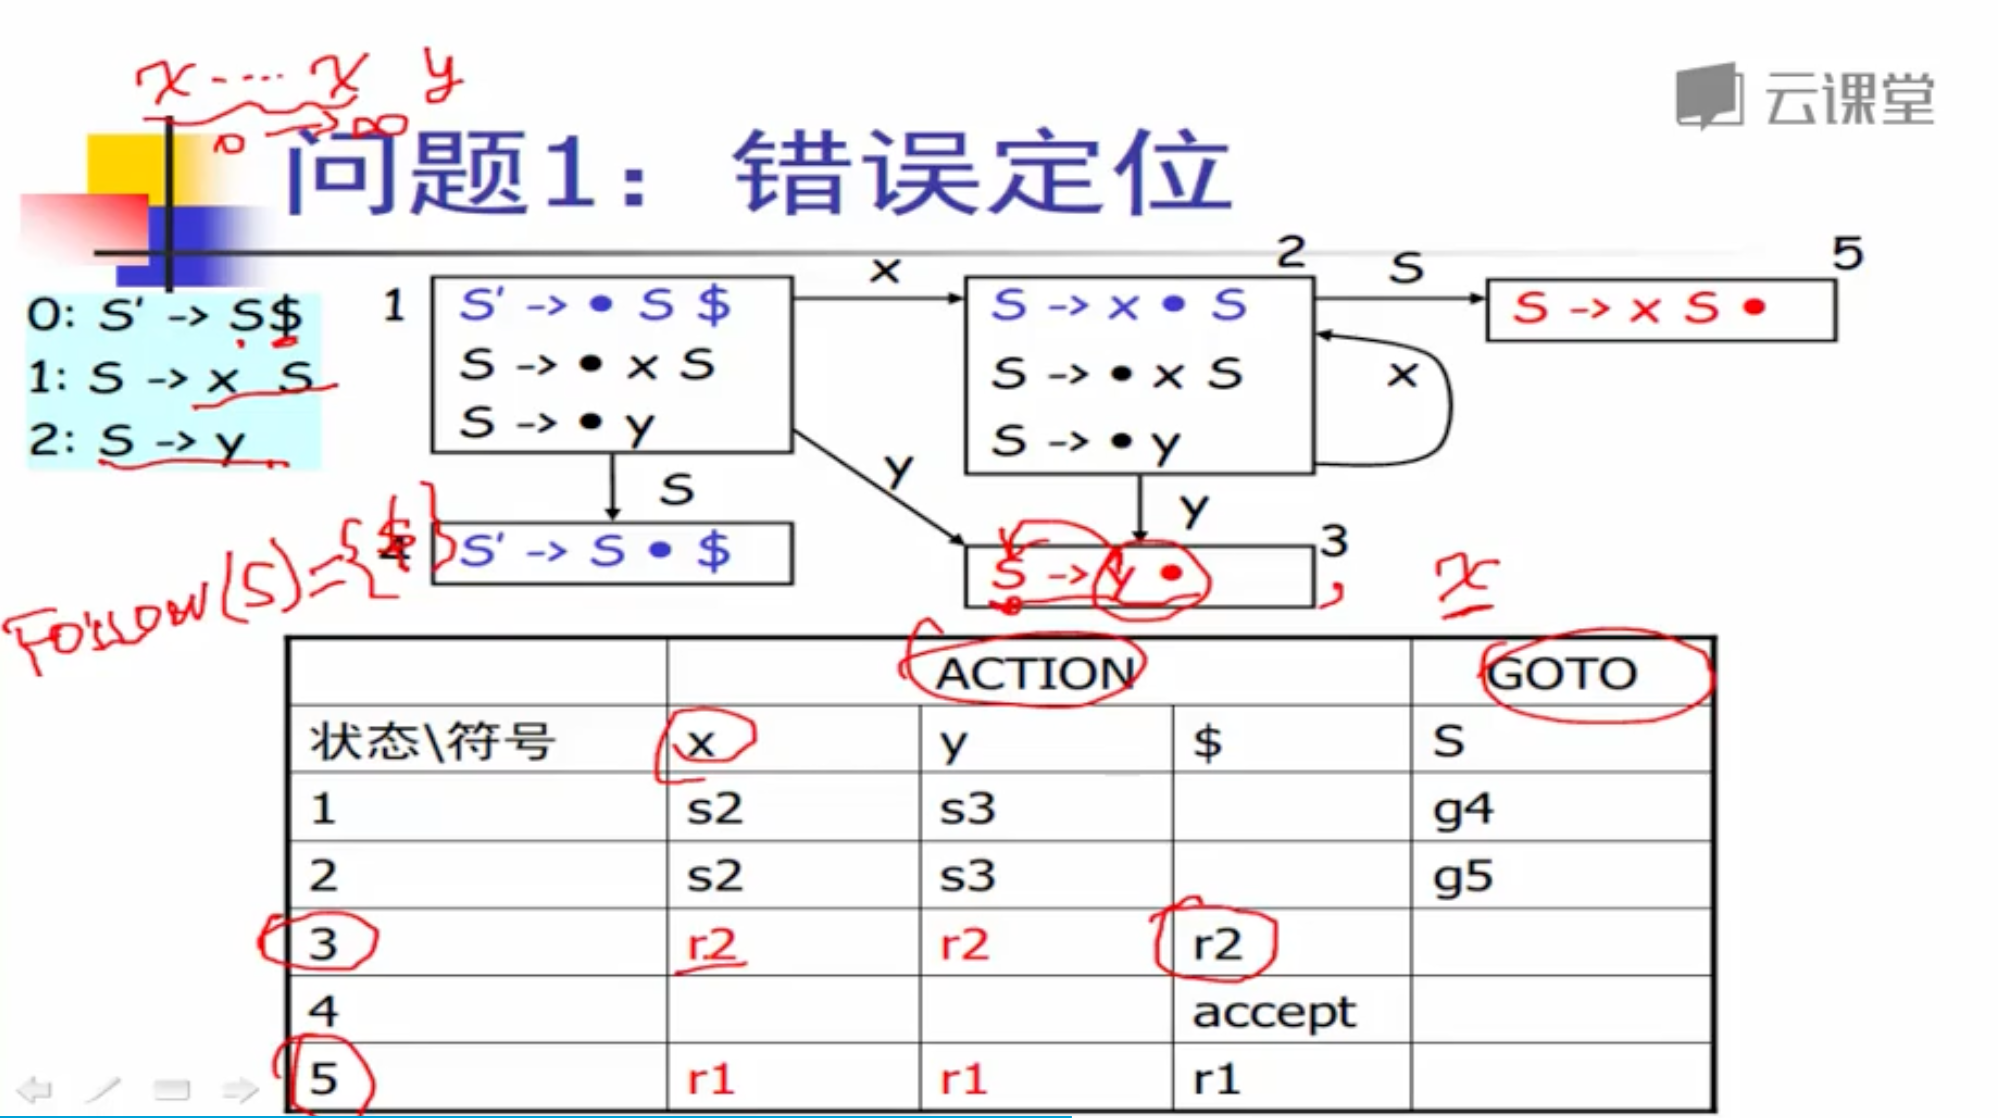 x .... x y
0 → ∞
云课堂
问题1：错误定位
0: S' -> S$
1: S -> x S
2: S -> y
1
S' -> • S $
S -> • x S
S -> • y
x
2
S -> x • S
S -> • x S
S -> • y
S
5
S -> x S •
x
S
y
y
4
S' -> S • $
3
S -> y •
x
Follow(S)={$}
ACTION GOTO
状态\符号 x y $ S
1 s2 s3 g4
2 s2 s3 g5
3 r2 r2 r2
4 accept
5 r1 r1 r1